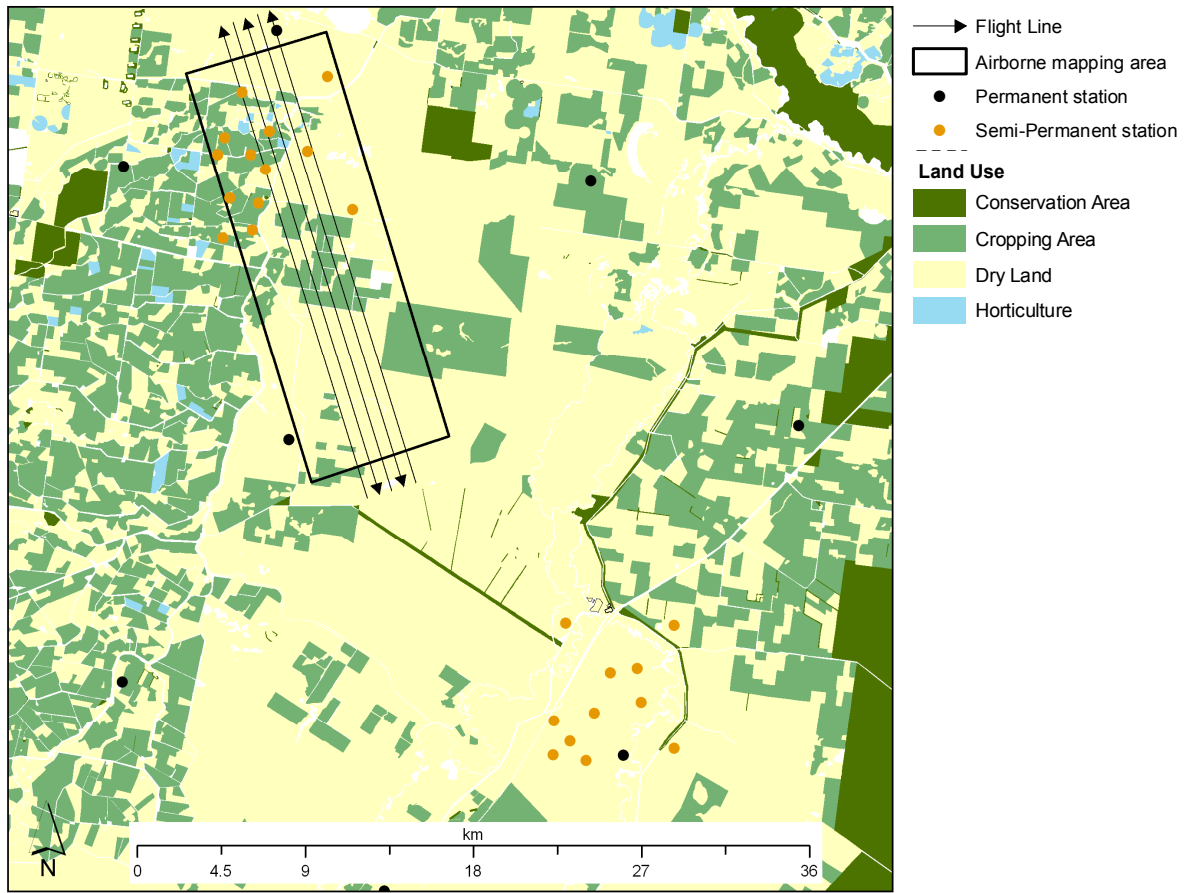 Flight Line
Airborne mapping area
Permanent station
Semi-Permanent station
Land Use
Conservation Area
Cropping Area
Dry Land
Horticulture
km
N
0 4.5 9 18 27 36